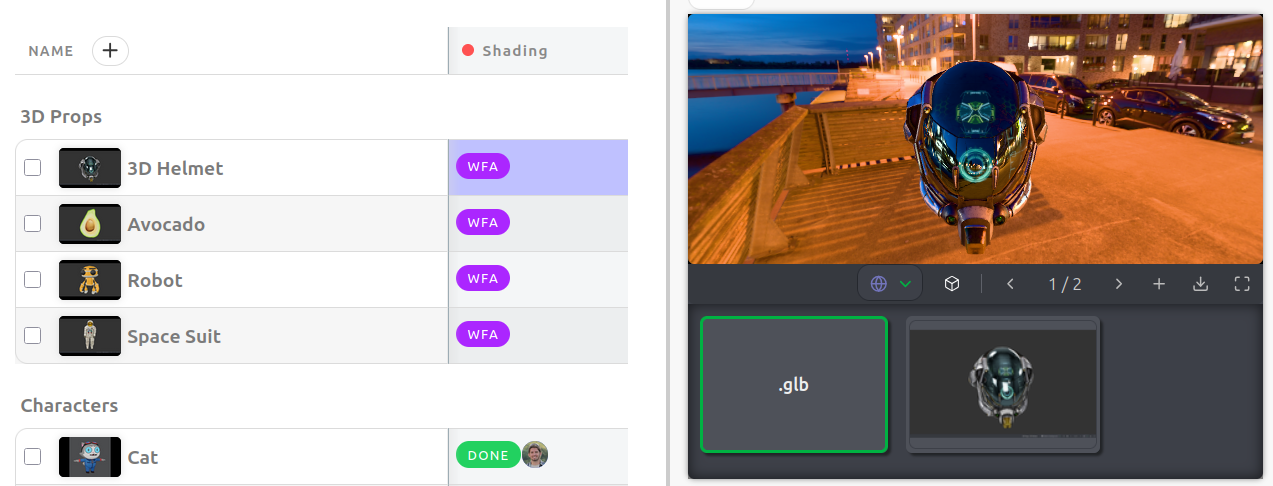 NAME
Shading
3D Props
3D Helmet
WFA
Avocado
WFA
Robot
WFA
Space Suit
WFA
Characters
Cat
DONE
1 / 2
.glb